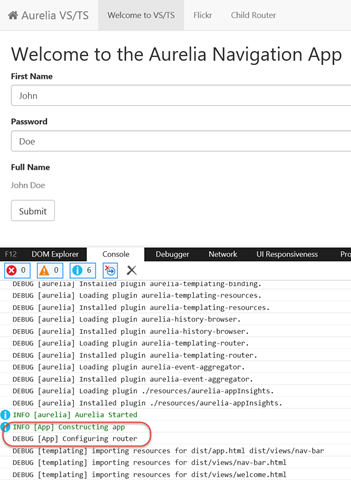 Aurelia VS/TS Welcome to VS/TS Flickr Child Router
Welcome to the Aurelia Navigation App
First Name
John
Password
Doe
Full Name
John Doe
Submit
F12 DOM Explorer Console Debugger Network UI Responsiveness Pro
0 0 6
DEBUG [aurelia] Installed plugin aurelia-templating-binding.
DEBUG [aurelia] Loading plugin aurelia-templating-resources.
DEBUG [aurelia] Installed plugin aurelia-templating-resources.
DEBUG [aurelia] Loading plugin aurelia-history-browser.
DEBUG [aurelia] Installed plugin aurelia-history-browser.
DEBUG [aurelia] Loading plugin aurelia-templating-router.
DEBUG [aurelia] Installed plugin aurelia-templating-router.
DEBUG [aurelia] Loading plugin aurelia-event-aggregator.
DEBUG [aurelia] Installed plugin aurelia-event-aggregator.
DEBUG [aurelia] Loading plugin ./resources/aurelia-appInsights.
DEBUG [aurelia] Installed plugin ./resources/aurelia-appInsights.
INFO [aurelia] Aurelia Started
INFO [App] Constructing app
DEBUG [App] Configuring router
DEBUG [templating] importing resources for dist/app.html dist/views/nav-bar
DEBUG [templating] importing resources for dist/views/nav-bar.html
DEBUG [templating] importing resources for dist/views/welcome.html